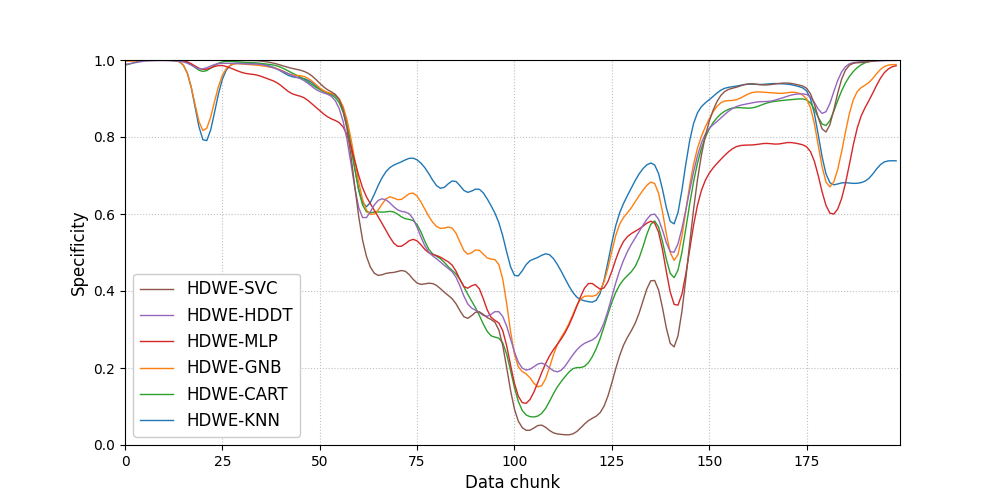 1.0
0.8
0.6
0.4
0.2
0.0
Specificity
HDWE-SVC
HDWE-HDDT
HDWE-MLP
HDWE-GNB
HDWE-CART
HDWE-KNN
0 25 50 75 100 125 150 175
Data chunk